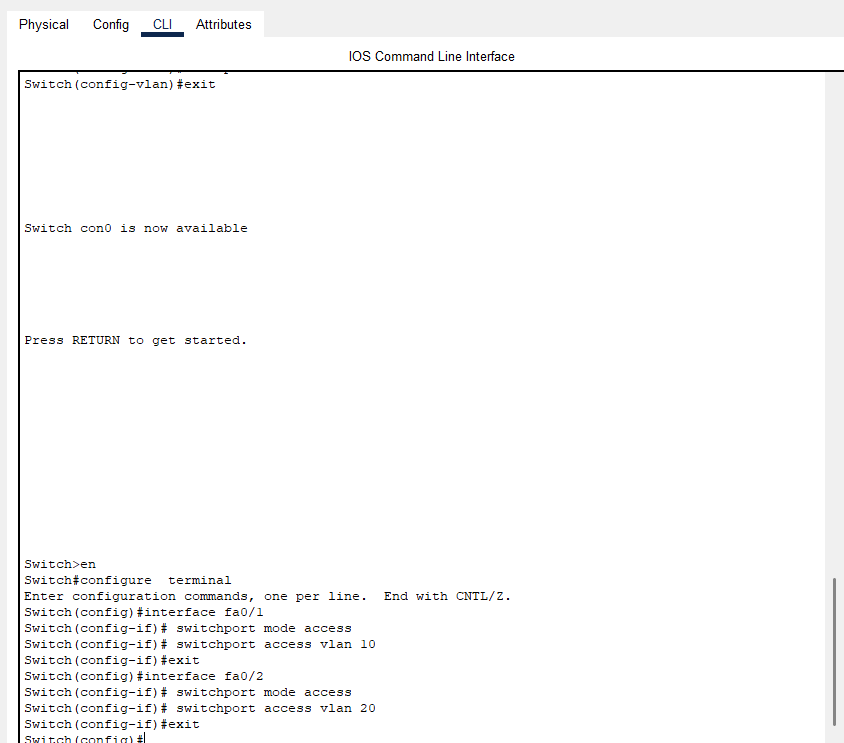 Physical Config CLI Attributes
IOS Command Line Interface
Switch(config-vlan)#exit
Switch con0 is now available
Press RETURN to get started.
Switch>en
Switch#configure  terminal
Enter configuration commands, one per line.  End with CNTL/Z.
Switch(config)#interface fa0/1
Switch(config-if)# switchport mode access
Switch(config-if)# switchport access vlan 10
Switch(config-if)#exit
Switch(config)#interface fa0/2
Switch(config-if)# switchport mode access
Switch(config-if)# switchport access vlan 20
Switch(config-if)#exit
Switch(config)#